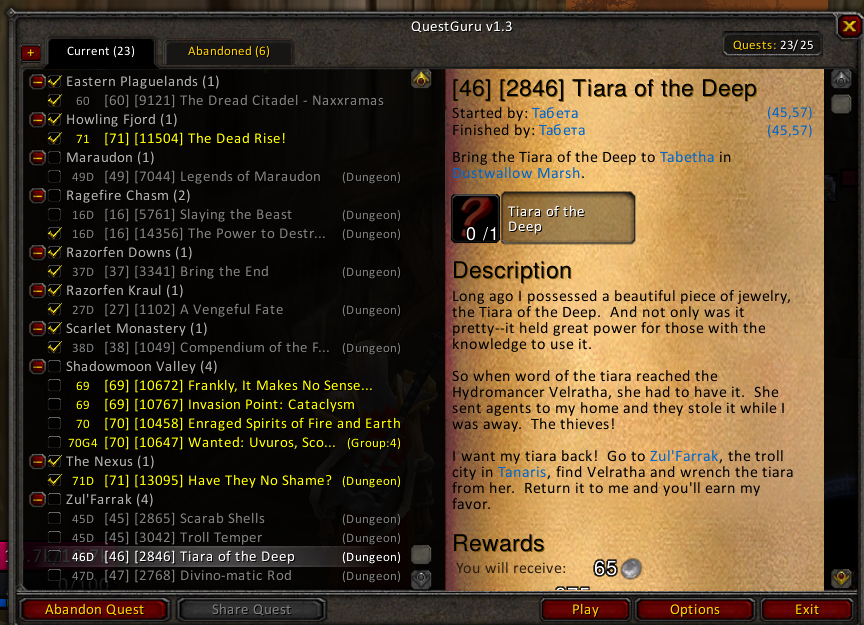 QuestGuru v1.3
Current (23)
Abandoned (6)
Quests: 23/25
Eastern Plaguelands (1)
60 [60] [9121] The Dread Citadel - Naxxramas
Howling Fjord (1)
71 [71] [11504] The Dead Rise!
Maraudon (1)
49D [49] [7044] Legends of Maraudon (Dungeon)
Ragefire Chasm (2)
16D [16] [5761] Slaying the Beast (Dungeon)
16D [16] [14356] The Power to Destr... (Dungeon)
Razorfen Downs (1)
37D [37] [3341] Bring the End (Dungeon)
Razorfen Kraul (1)
27D [27] [1102] A Vengeful Fate (Dungeon)
Scarlet Monastery (1)
38D [38] [1049] Compendium of the F... (Dungeon)
Shadowmoon Valley (4)
69 [69] [10672] Frankly, It Makes No Sense...
69 [69] [10767] Invasion Point: Cataclysm
70 [70] [10458] Enraged Spirits of Fire and Earth
70G4 [70] [10647] Wanted: Uvuros, Sco... (Group:4)
The Nexus (1)
71D [71] [13095] Have They No Shame? (Dungeon)
Zul'Farrak (4)
45D [45] [2865] Scarab Shells (Dungeon)
45D [45] [3042] Troll Temper (Dungeon)
46D [46] [2846] Tiara of the Deep (Dungeon)
47D [47] [2768] Divino-matic Rod (Dungeon)
[46] [2846] Tiara of the Deep
Started by: Табета (45,57)
Finished by: Табета (45,57)
Bring the Tiara of the Deep to Tabetha in
Dustwallow Marsh.
0 /1
Tiara of the
Deep
Description
Long ago I possessed a beautiful piece of jewelry,
the Tiara of the Deep. And not only was it
pretty--it held great power for those with the
knowledge to use it.
So when word of the tiara reached the
Hydromancer Velratha, she had to have it. She
sent agents to my home and they stole it while I
was away. The thieves!
I want my tiara back! Go to Zul'Farrak, the troll
city in Tanaris, find Velratha and wrench the tiara
from her. Return it to me and you'll earn my
favor.
Rewards
You will receive: 65
Abandon Quest
Share Quest
Play
Options
Exit